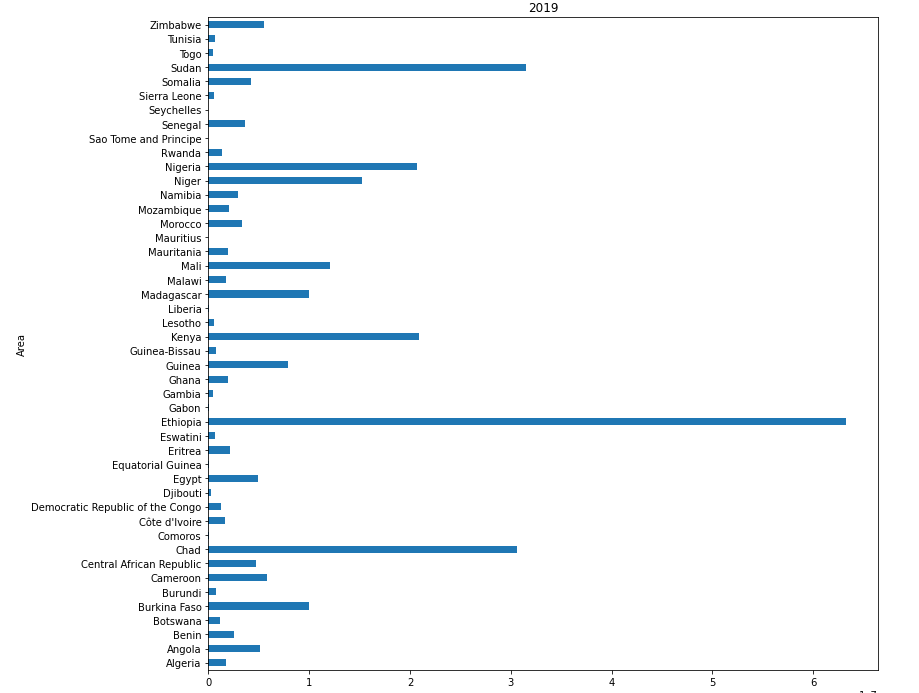 2019
Zimbabwe
Tunisia
Togo
Sudan
Somalia
Sierra Leone
Seychelles
Senegal
Sao Tome and Principe
Rwanda
Nigeria
Niger
Namibia
Mozambique
Morocco
Mauritius
Mauritania
Mali
Malawi
Madagascar
Liberia
Lesotho
Kenya
Guinea-Bissau
Guinea
Ghana
Gambia
Gabon
Ethiopia
Eswatini
Eritrea
Equatorial Guinea
Egypt
Djibouti
Democratic Republic of the Congo
Côte d'Ivoire
Comoros
Chad
Central African Republic
Cameroon
Burundi
Burkina Faso
Botswana
Benin
Angola
Algeria
Area
0 1 2 3 4 5 6